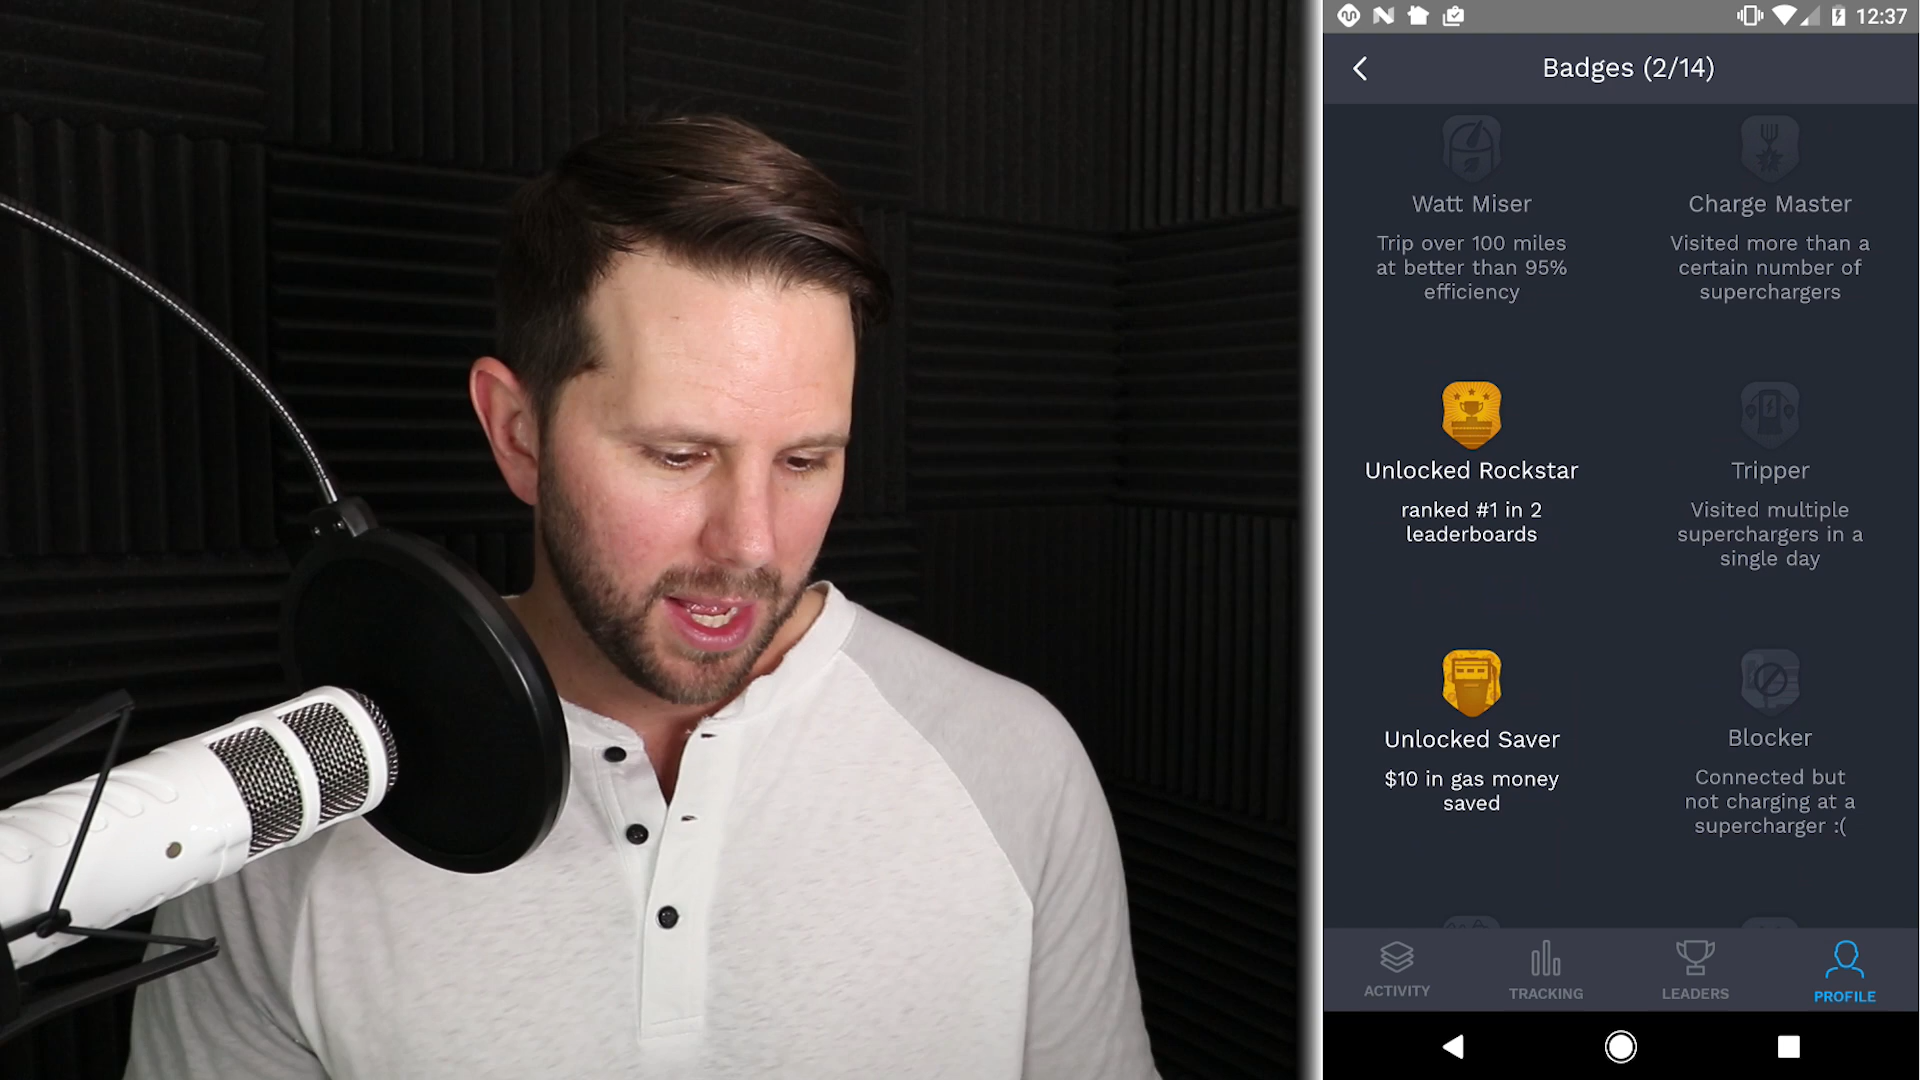 12:37
Badges (2/14)
Watt Miser
Trip over 100 miles
at better than 95%
efficiency
Charge Master
Visited more than a
certain number of
superchargers
Unlocked Rockstar
ranked #1 in 2
leaderboards
Tripper
Visited multiple
superchargers in a
single day
Unlocked Saver
$10 in gas money
saved
Blocker
Connected but
not charging at a
supercharger :(
ACTIVITY
TRACKING
LEADERS
PROFILE